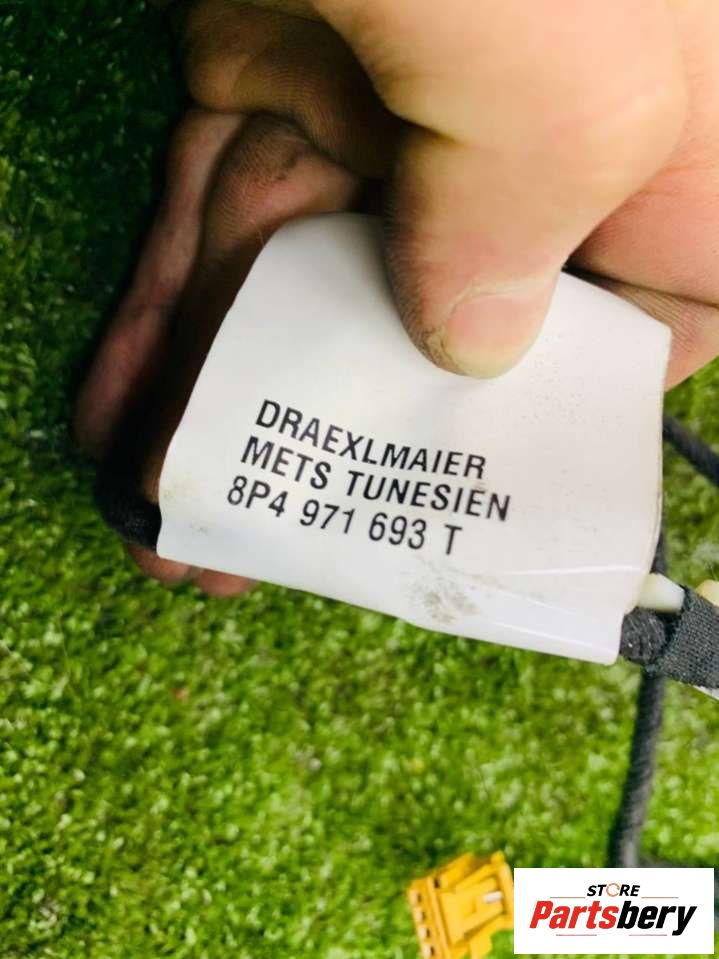 DRAEXLMAIER
METS TUNESIEN
8P4 971 693 T
STORE
Partsbery